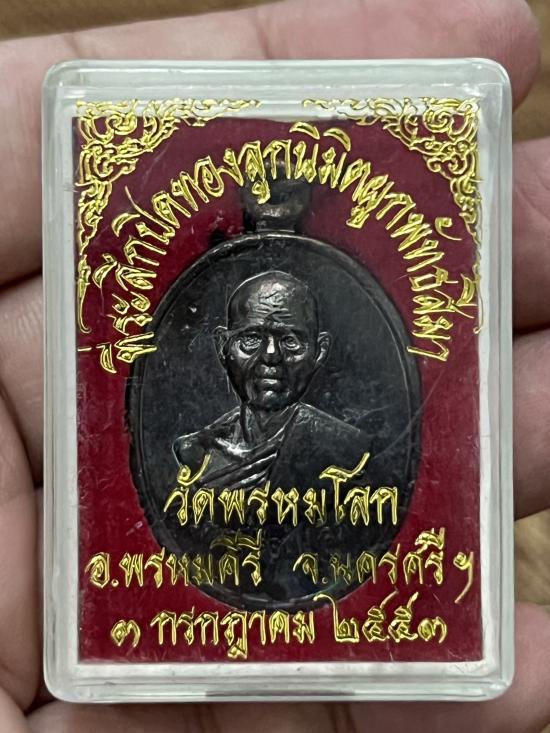 ที่ระลึกปิดทองลูกนิมิตผูกพัทธสีมา
วัดพรหมโลก
อ.พรหมคีรี จ.นครศรีฯ
๓ กรกฎาคม ๒๕๕๓